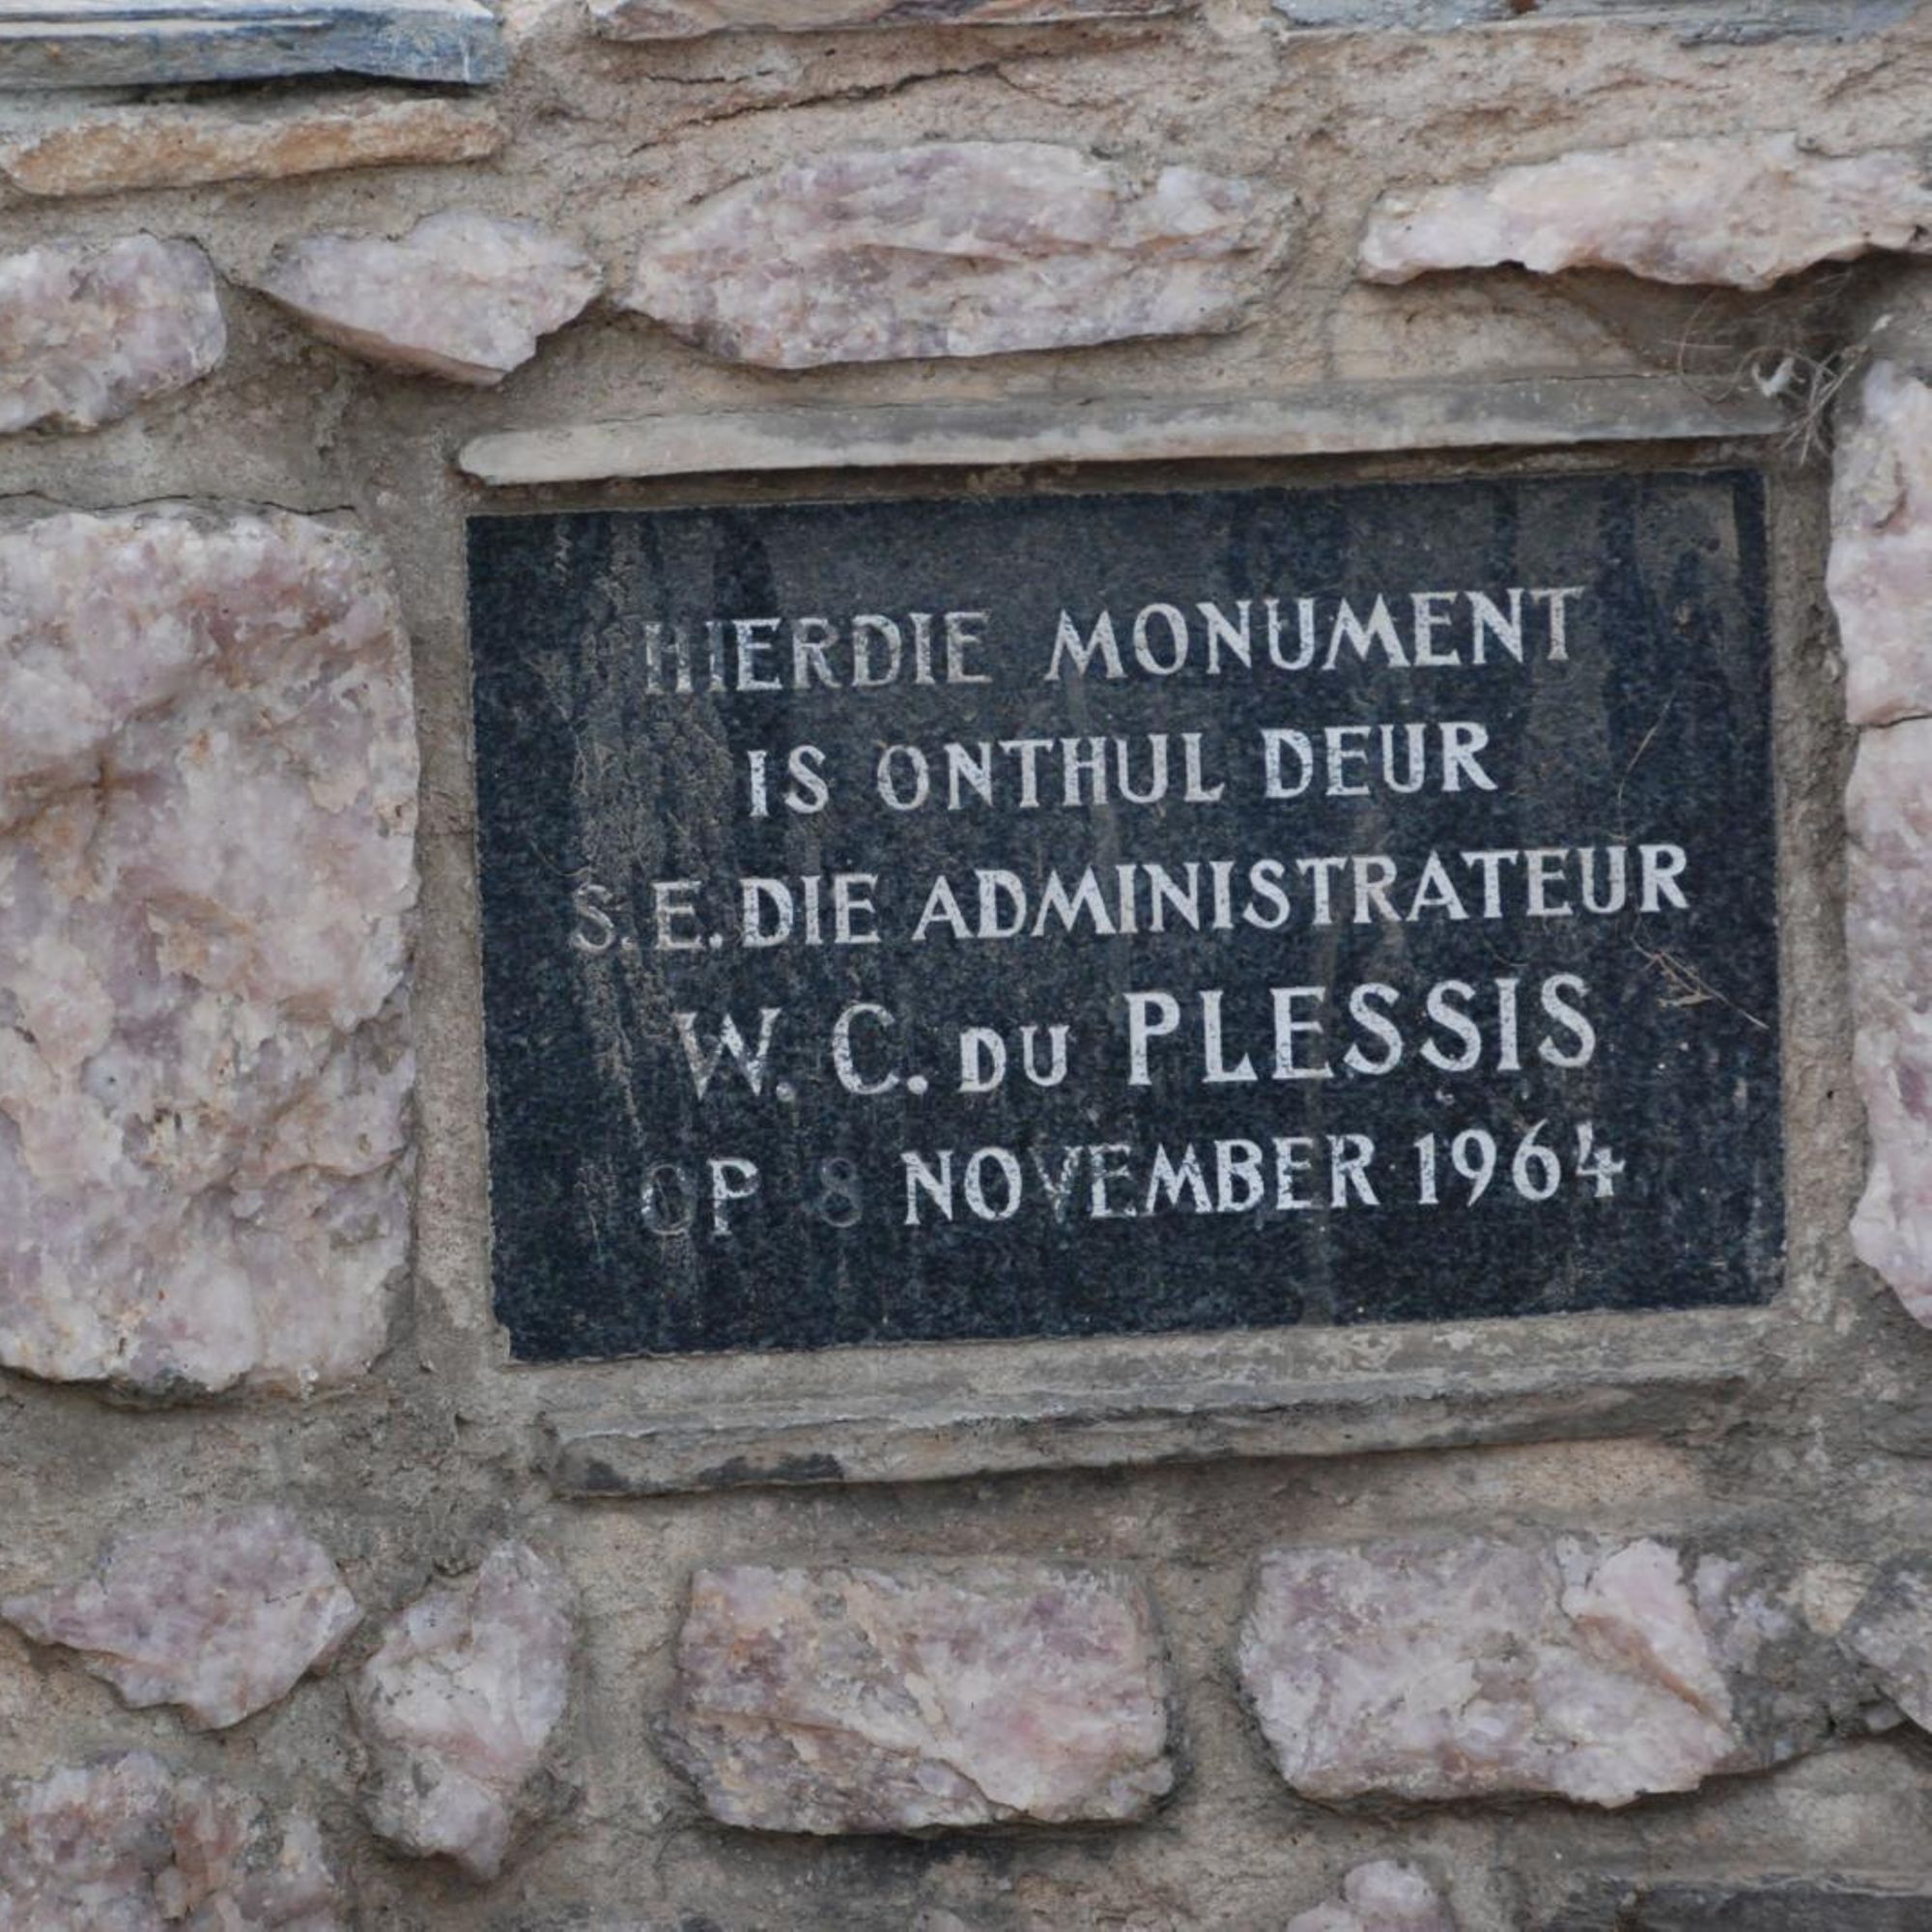 HIERDIE MONUMENT
IS ONTHUL DEUR
S. E. DIE ADMINISTRATEUR
W. C. DU PLESSIS
OP 8 NOVEMBER 1964